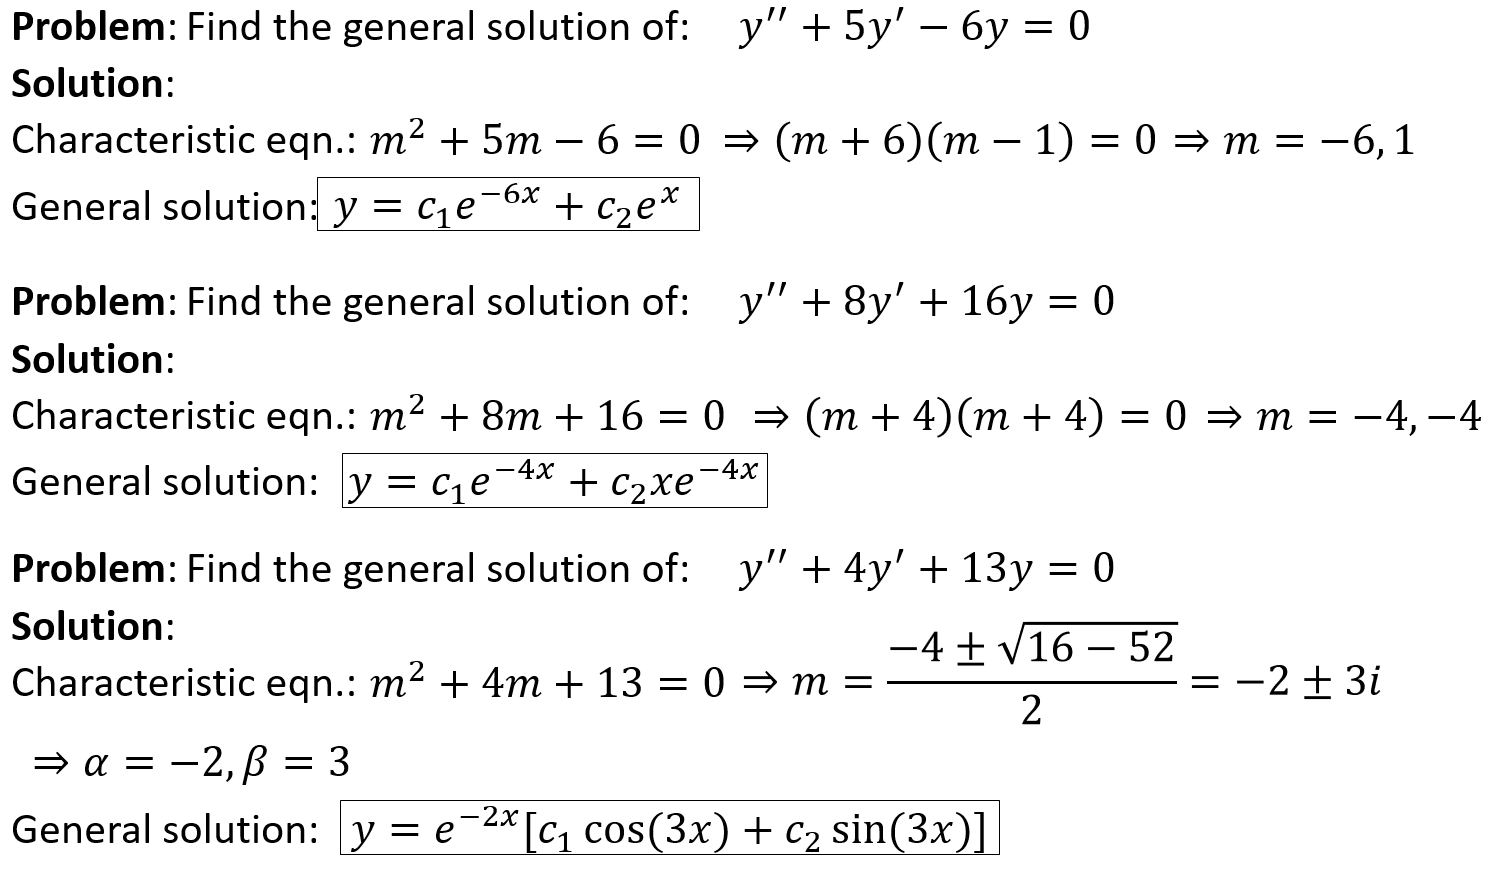 Problem: Find the general solution of: y′′ + 5y′ − 6y = 0
Solution:
Characteristic eqn.: m² + 5m − 6 = 0 ⇒ (m + 6)(m − 1) = 0 ⇒ m = −6, 1
General solution: y = c₁e⁻⁶ˣ + c₂eˣ
Problem: Find the general solution of: y′′ + 8y′ + 16y = 0
Solution:
Characteristic eqn.: m² + 8m + 16 = 0 ⇒ (m + 4)(m + 4) = 0 ⇒ m = −4, −4
General solution: y = c₁e⁻⁴ˣ + c₂xe⁻⁴ˣ
Problem: Find the general solution of: y′′ + 4y′ + 13y = 0
Solution:
Characteristic eqn.: m² + 4m + 13 = 0 ⇒ m = (−4 ± √(16 − 52))/2 = −2 ± 3i
⇒ α = −2, β = 3
General solution: y = e⁻²ˣ[c₁ cos(3x) + c₂ sin(3x)]